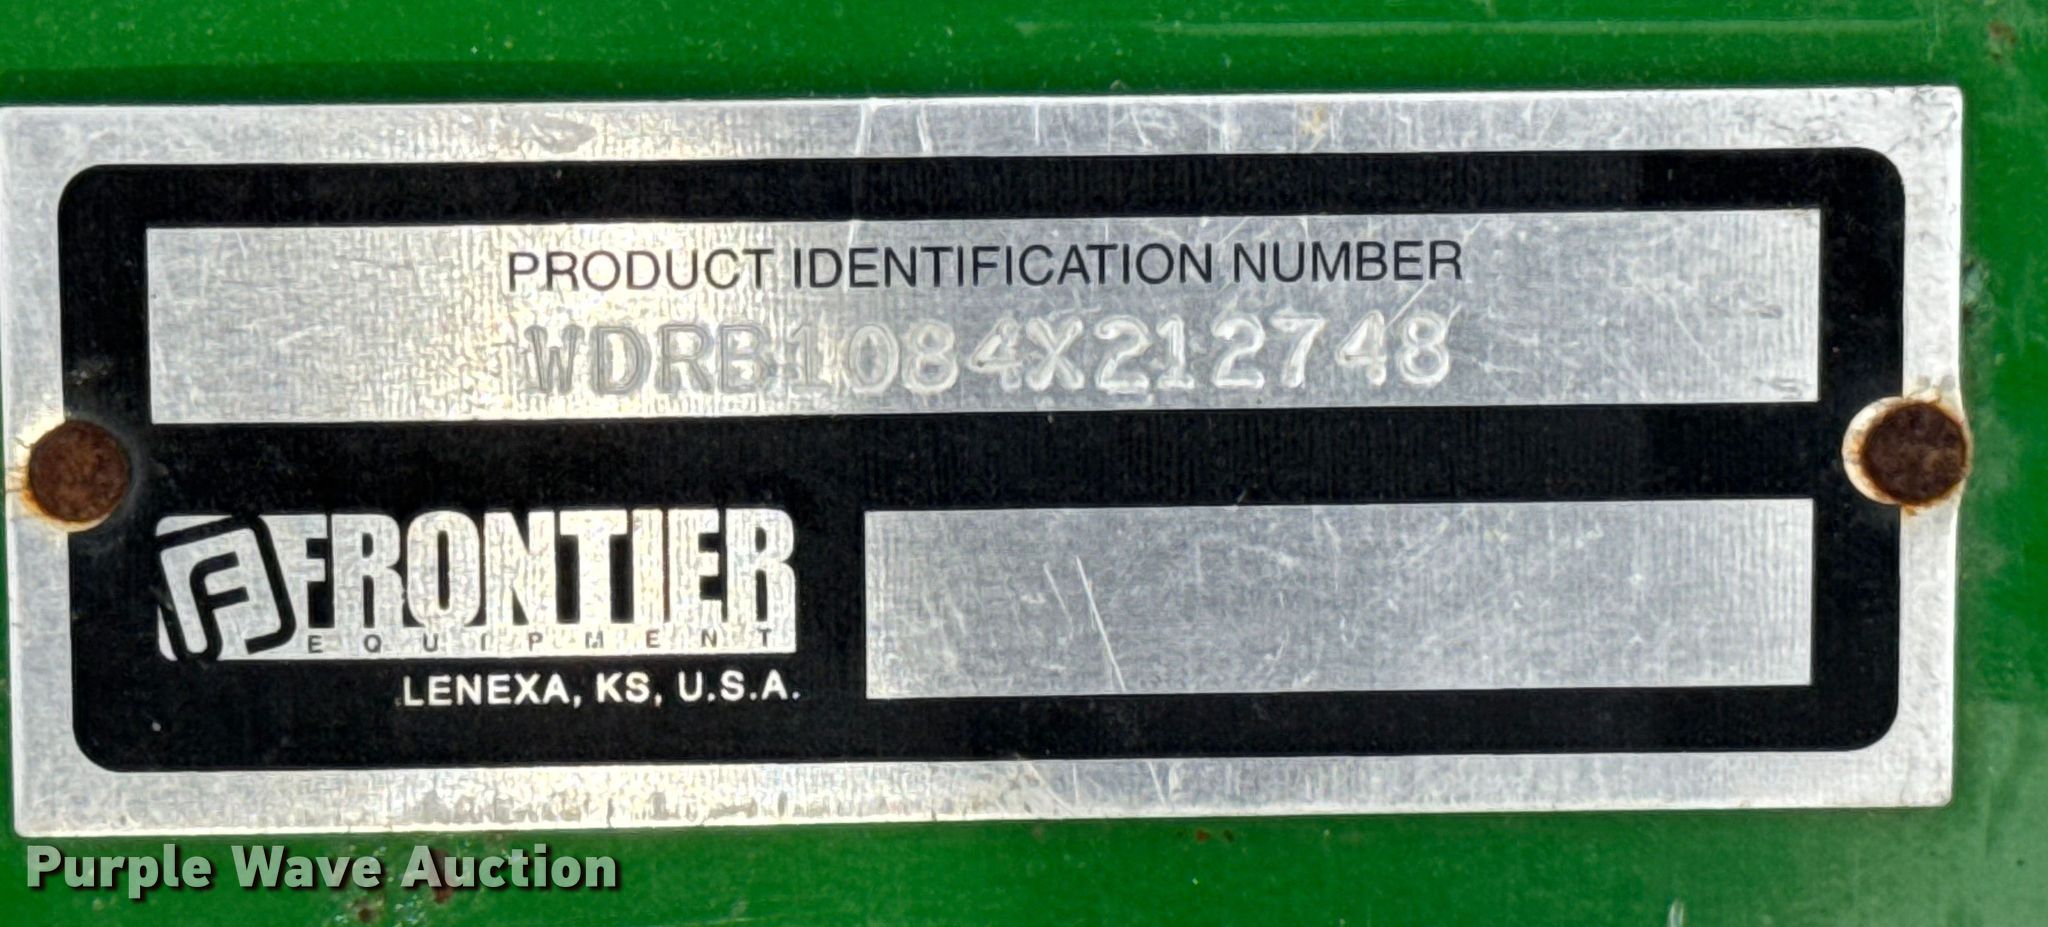 PRODUCT IDENTIFICATION NUMBER
WDRB1084X212748
F FRONTIER
EQUIPMENT
LENEXA, KS, U.S.A.
Purple Wave Auction